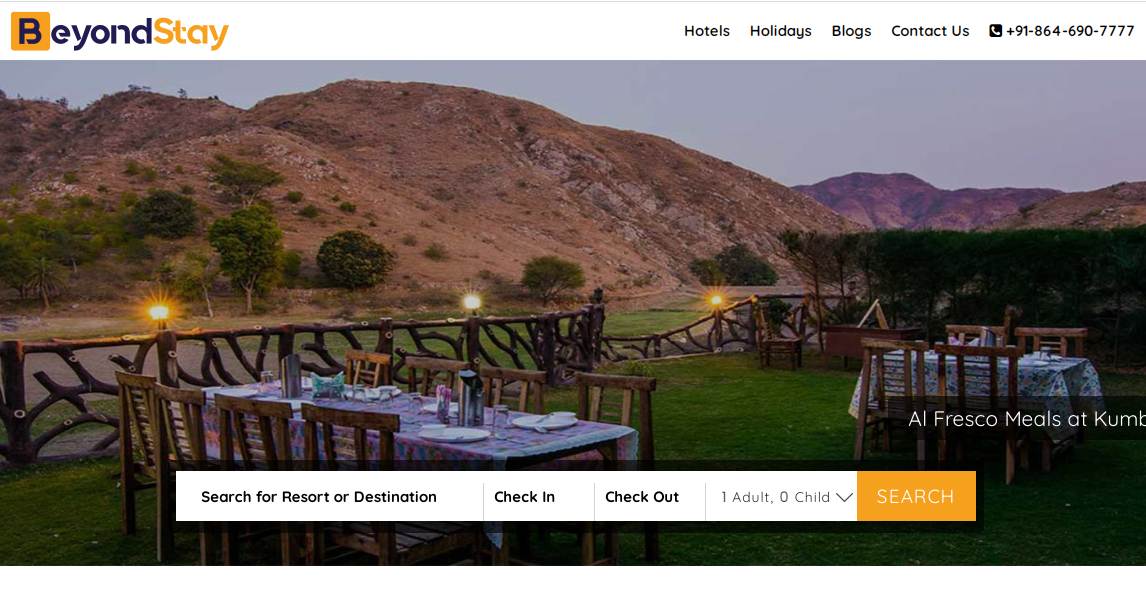 BeyondStay
Hotels Holidays Blogs Contact Us +91-864-690-7777
Al Fresco Meals at
Search for Resort or Destination Check In Check Out 1 Adult, 0 Child SEARCH